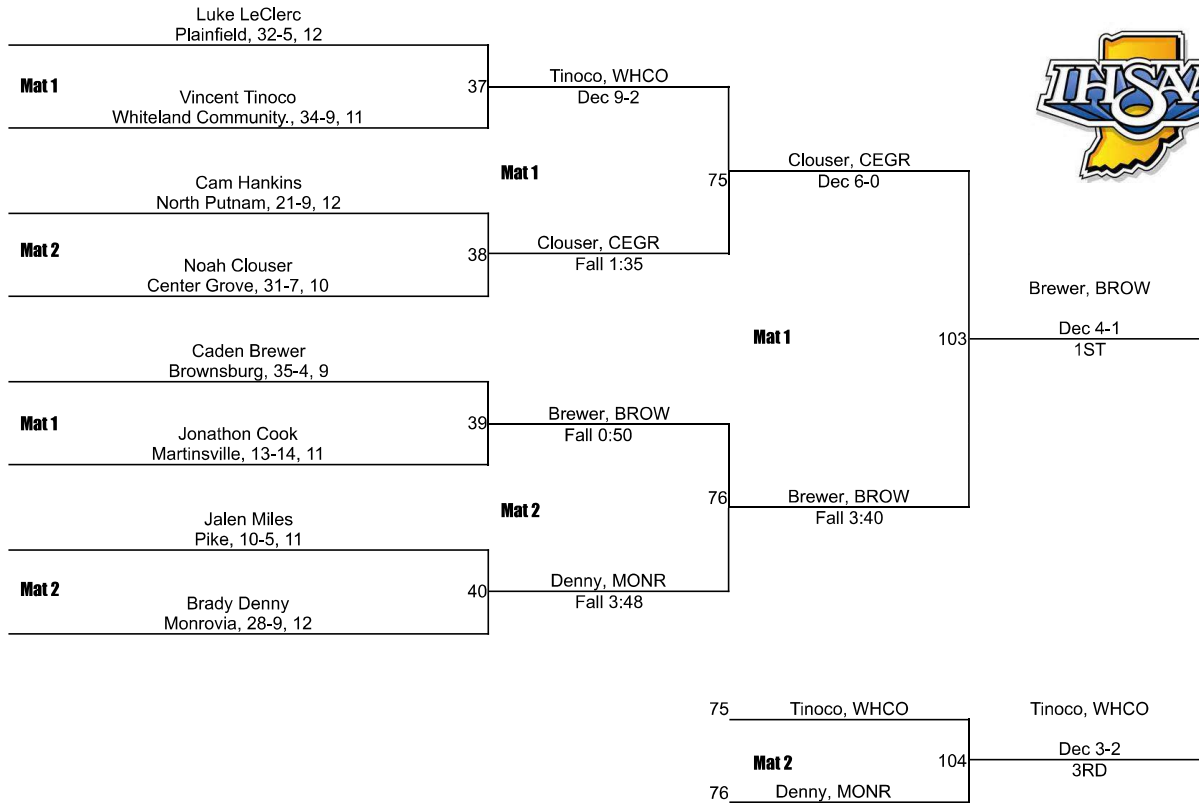 Luke LeClerc
Plainfield, 32-5, 12
Mat 1
37
Vincent Tinoco
Whiteland Community., 34-9, 11
Tinoco, WHCO
Dec 9-2
IHSAA
Mat 1
75
Clouser, CEGR
Dec 6-0
Cam Hankins
North Putnam, 21-9, 12
Mat 2
38
Noah Clouser
Center Grove, 31-7, 10
Clouser, CEGR
Fall 1:35
Mat 1
103
Brewer, BROW
Dec 4-1
1ST
Caden Brewer
Brownsburg, 35-4, 9
Mat 1
39
Jonathon Cook
Martinsville, 13-14, 11
Brewer, BROW
Fall 0:50
Mat 2
76
Brewer, BROW
Fall 3:40
Jalen Miles
Pike, 10-5, 11
Mat 2
40
Brady Denny
Monrovia, 28-9, 12
Denny, MONR
Fall 3:48
75
Tinoco, WHCO
Mat 2
104
76
Denny, MONR
Tinoco, WHCO
Dec 3-2
3RD